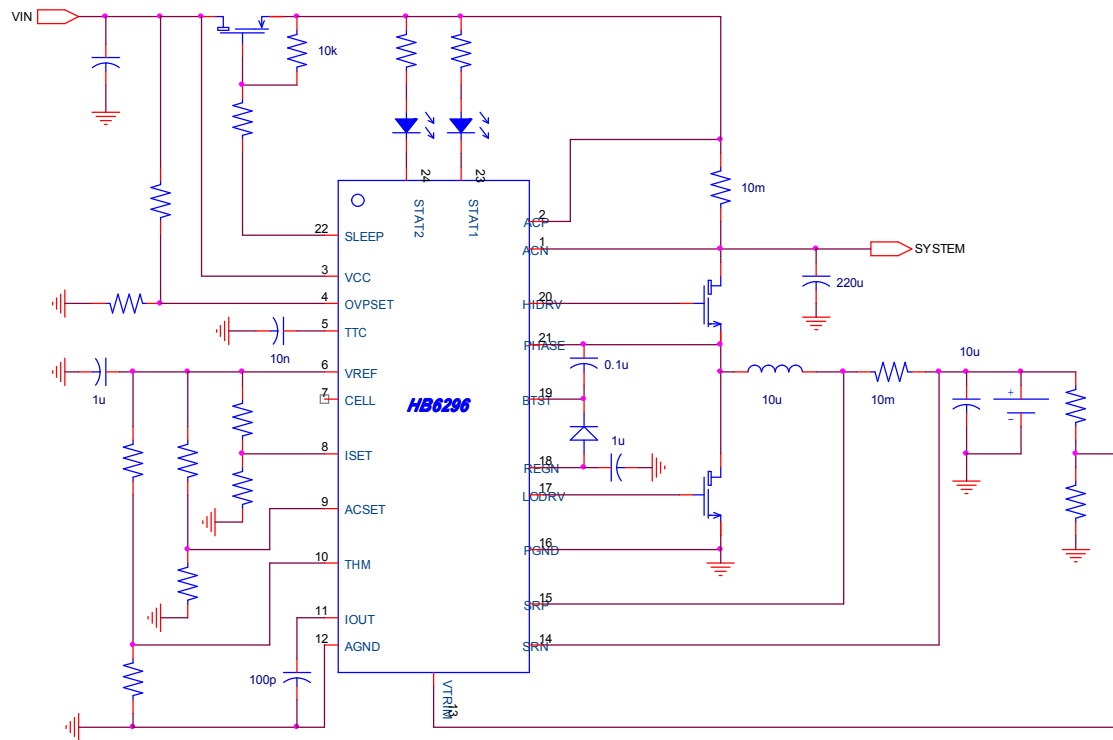 VIN
10k
24
23
STAT2
STAT1
10m
2
ACP
22
SLEEP
1
ACN
SYSTEM
3
VCC
220u
4
OVPSET
20
HIDRV
5
TTC
10n
21
PHASE
0.1u
10u
6
VREF
1u
10u
10m
7
CELL
HB6296
19
BTST
+
−
1u
8
ISET
18
REGN
17
LODRV
9
ACSET
16
PGND
10
THM
15
SRP
11
IOUT
12
AGND
14
SRN
100p
VTRIM
13